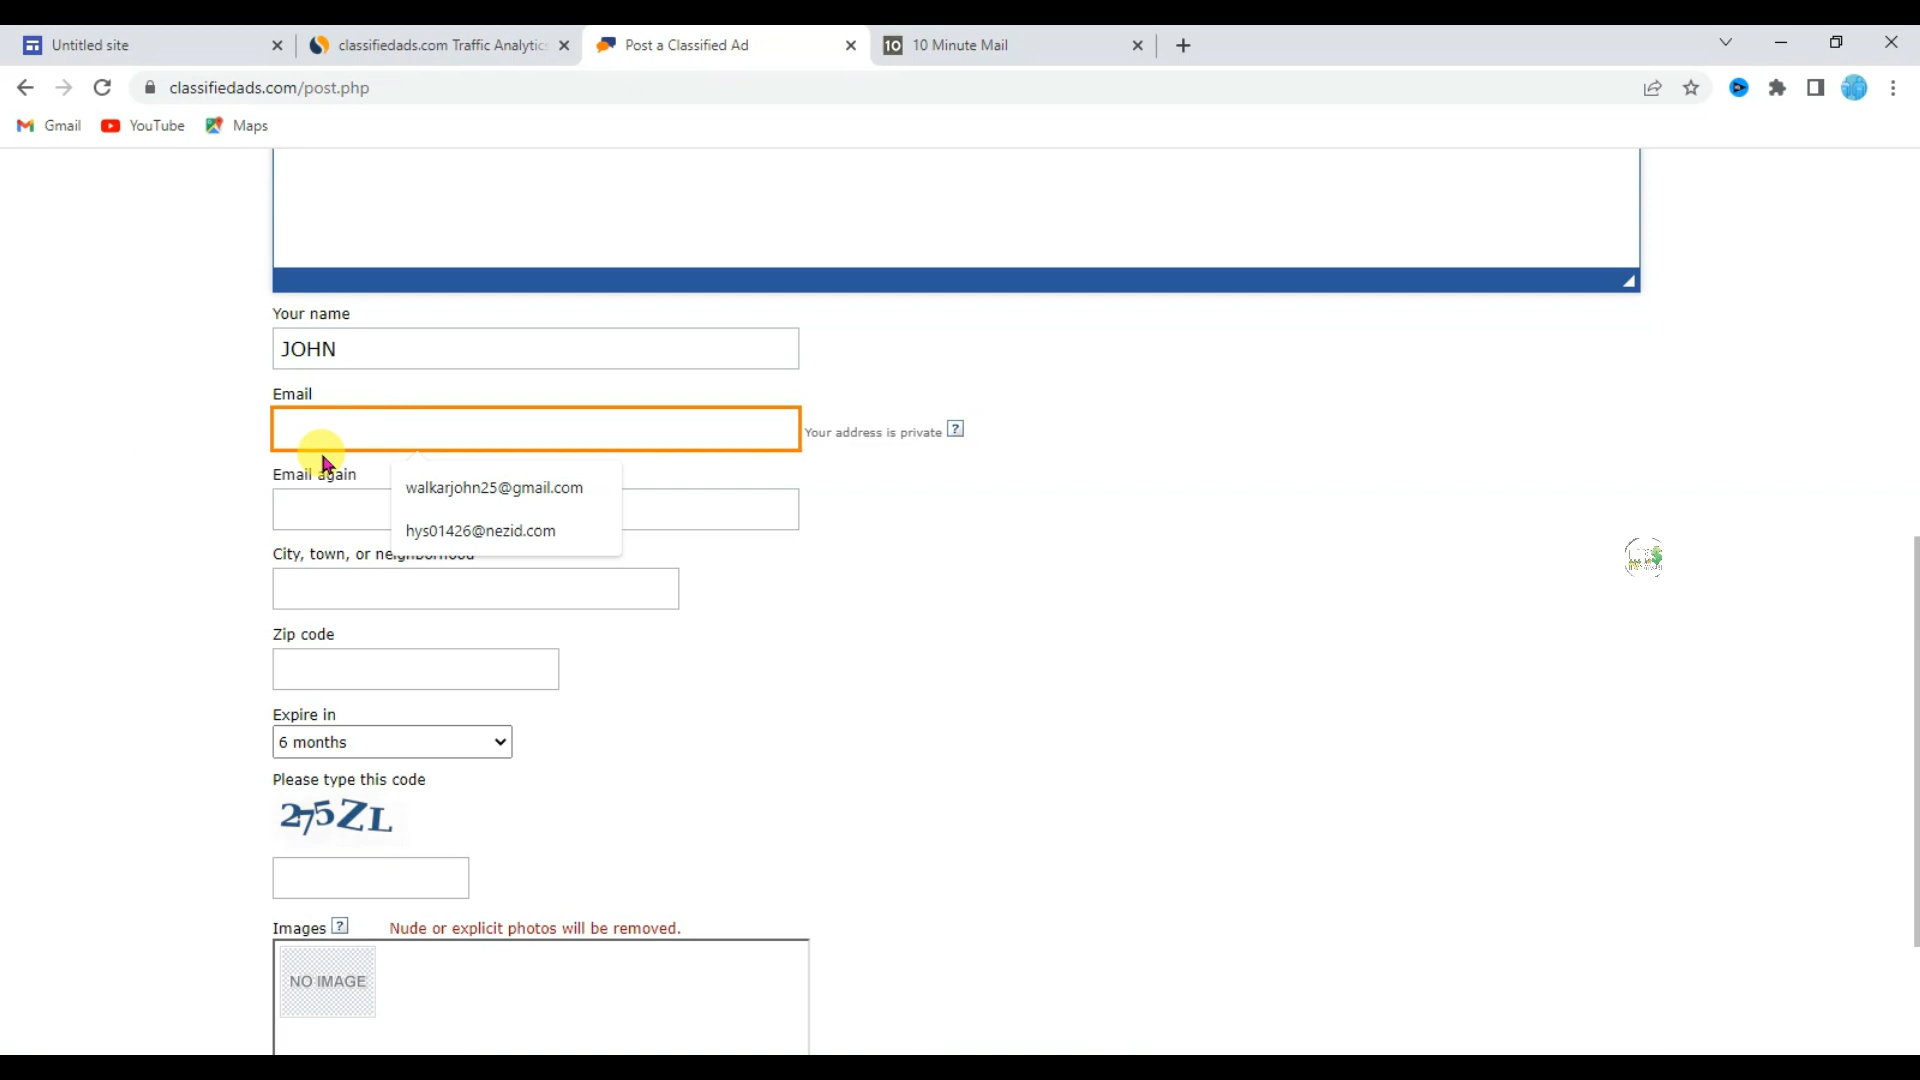 Untitled site
classifiedads.com Traffic Analytic
Post a Classified Ad
10 10 Minute Mail
classifiedads.com/post.php
Gmail YouTube Maps
Your name
JOHN
Email
Your address is private ?
Email again
walkarjohn25@gmail.com
hys01426@nezid.com
City, town, or neighborhood
Zip code
Expire in
6 months
Please type this code
275ZL
Images ? Nude or explicit photos will be removed.
NO IMAGE